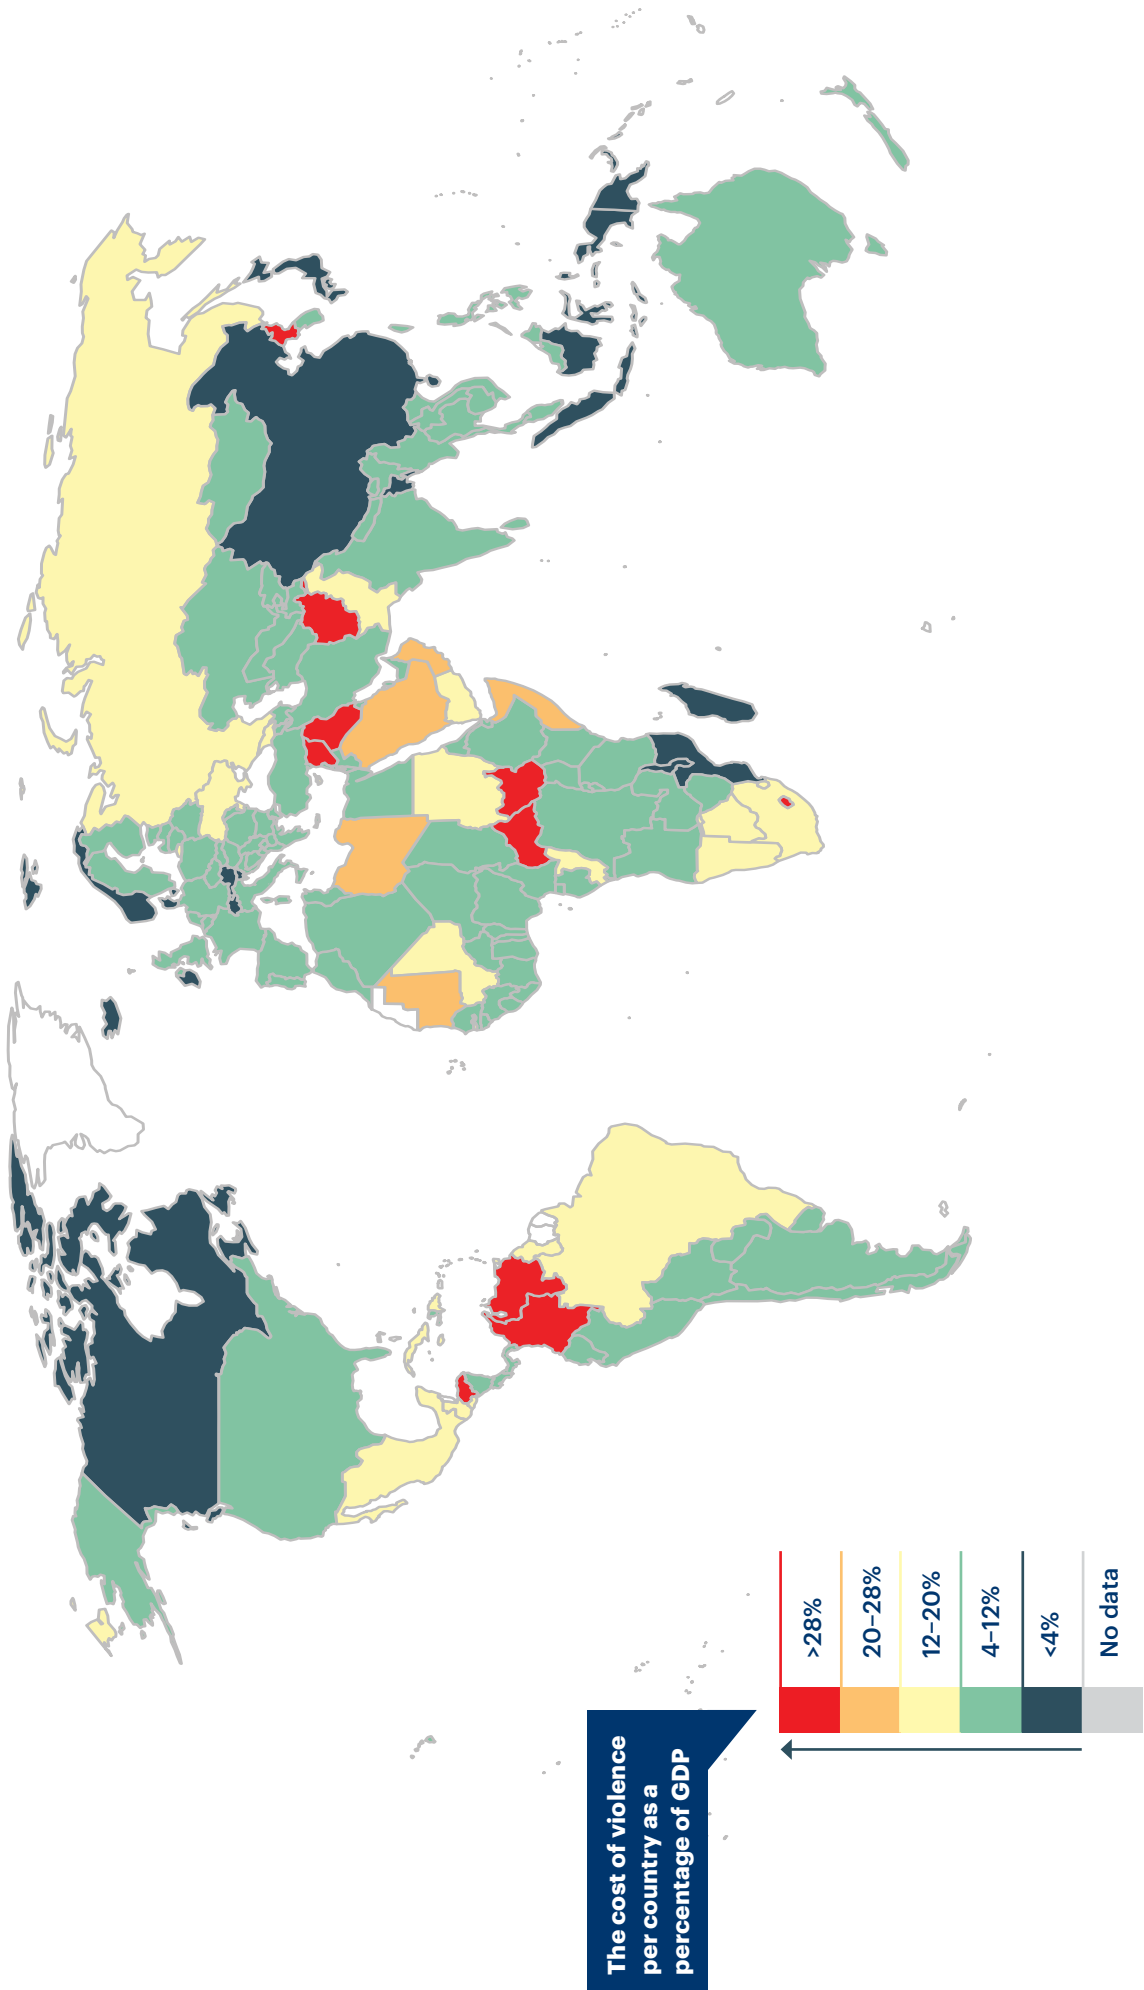 The cost of violence
per country as a
percentage of GDP
>28%
20–28%
12–20%
4–12%
<4%
No data